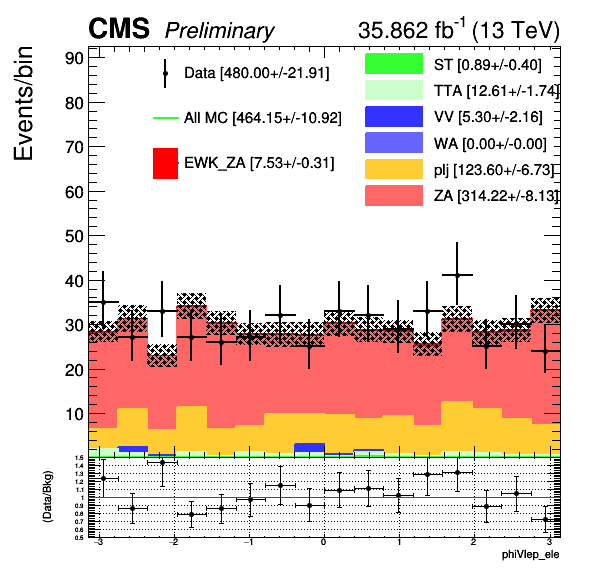 CMS Preliminary 35.862 fb⁻¹ (13 TeV)
Events/bin
90
80
70
60
50
40
30
20
10
Data [480.00+/-21.91]
All MC [464.15+/-10.92]
EWK_ZA [7.53+/-0.31]
ST [0.89+/-0.40]
TTA [12.61+/-1.74]
VV [5.30+/-2.16]
WA [0.00+/-0.00]
plj [123.60+/-6.73]
ZA [314.22+/-8.13]
(Data/Bkg)
1.5
1.4
1.3
1.2
1.1
1
0.9
0.8
0.7
0.6
0.5
−3 −2 −1 0 1 2 3
phiVlep_ele